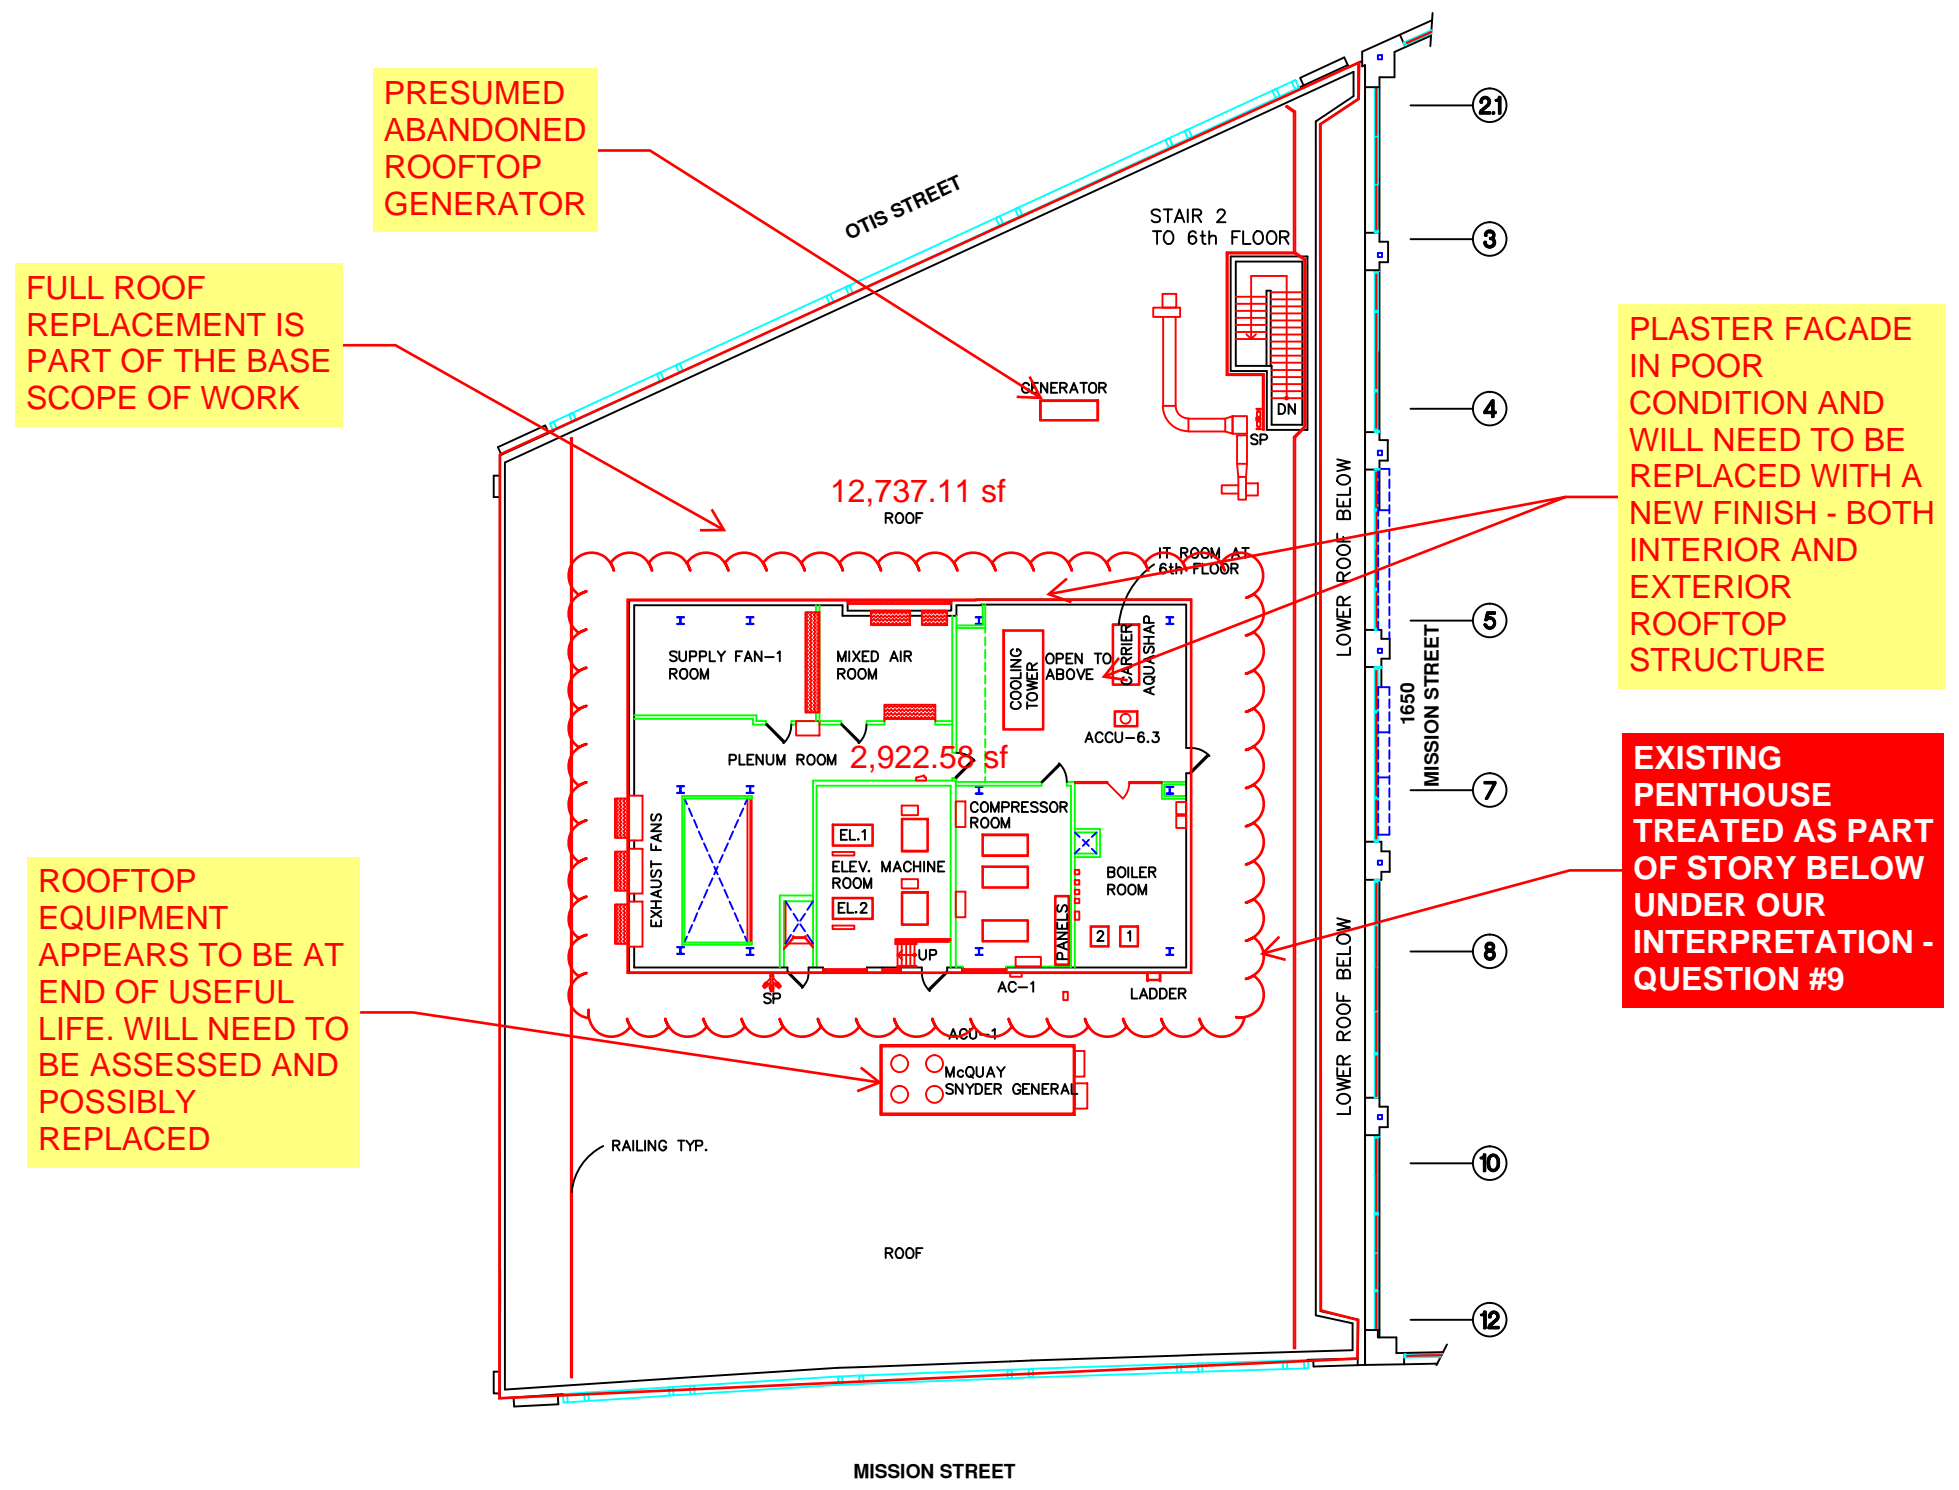 PRESUMED
ABANDONED
ROOFTOP
GENERATOR
FULL ROOF
REPLACEMENT IS
PART OF THE BASE
SCOPE OF WORK
ROOFTOP
EQUIPMENT
APPEARS TO BE AT
END OF USEFUL
LIFE. WILL NEED TO
BE ASSESSED AND
POSSIBLY
REPLACED
OTIS STREET
STAIR 2
TO 6th FLOOR
DN
SP
GENERATOR
12,737.11 sf
ROOF
IT ROOM AT
6th FLOOR
SUPPLY FAN-1
ROOM
MIXED AIR
ROOM
COOLING
TOWER
OPEN TO
ABOVE
CARRIER
AQUASNAP
ACCU-6.3
PLENUM ROOM
2,922.58 sf
EXHAUST FANS
EL.1
ELEV. MACHINE
ROOM
EL.2
UP
COMPRESSOR
ROOM
PANELS
BOILER
ROOM
2
1
SP
AC-1
LADDER
ACU-1
McQUAY
SNYDER GENERAL
RAILING TYP.
ROOF
LOWER ROOF BELOW
LOWER ROOF BELOW
1650
MISSION STREET
2.1
3
4
5
7
8
10
12
PLASTER FACADE
IN POOR
CONDITION AND
WILL NEED TO BE
REPLACED WITH A
NEW FINISH - BOTH
INTERIOR AND
EXTERIOR
ROOFTOP
STRUCTURE
EXISTING
PENTHOUSE
TREATED AS PART
OF STORY BELOW
UNDER OUR
INTERPRETATION -
QUESTION #9
MISSION STREET